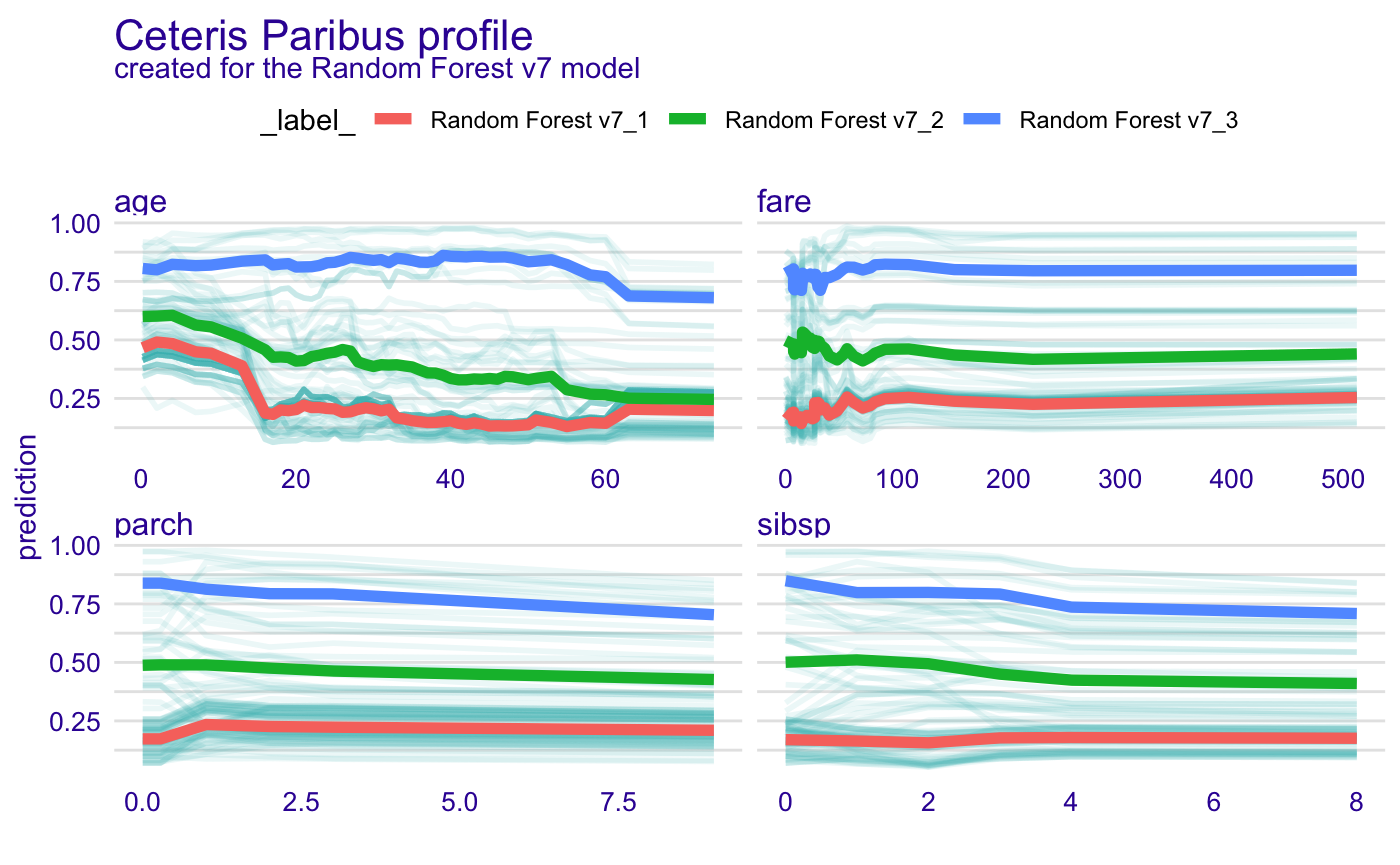 Ceteris Paribus profile
created for the Random Forest v7 model
_label_ Random Forest v7_1 Random Forest v7_2 Random Forest v7_3
age fare
1.00
0.75
0.50
0.25
0 20 40 60 0 100 200 300 400 500
prediction
parch sibsp
1.00
0.75
0.50
0.25
0.0 2.5 5.0 7.5 0 2 4 6 8